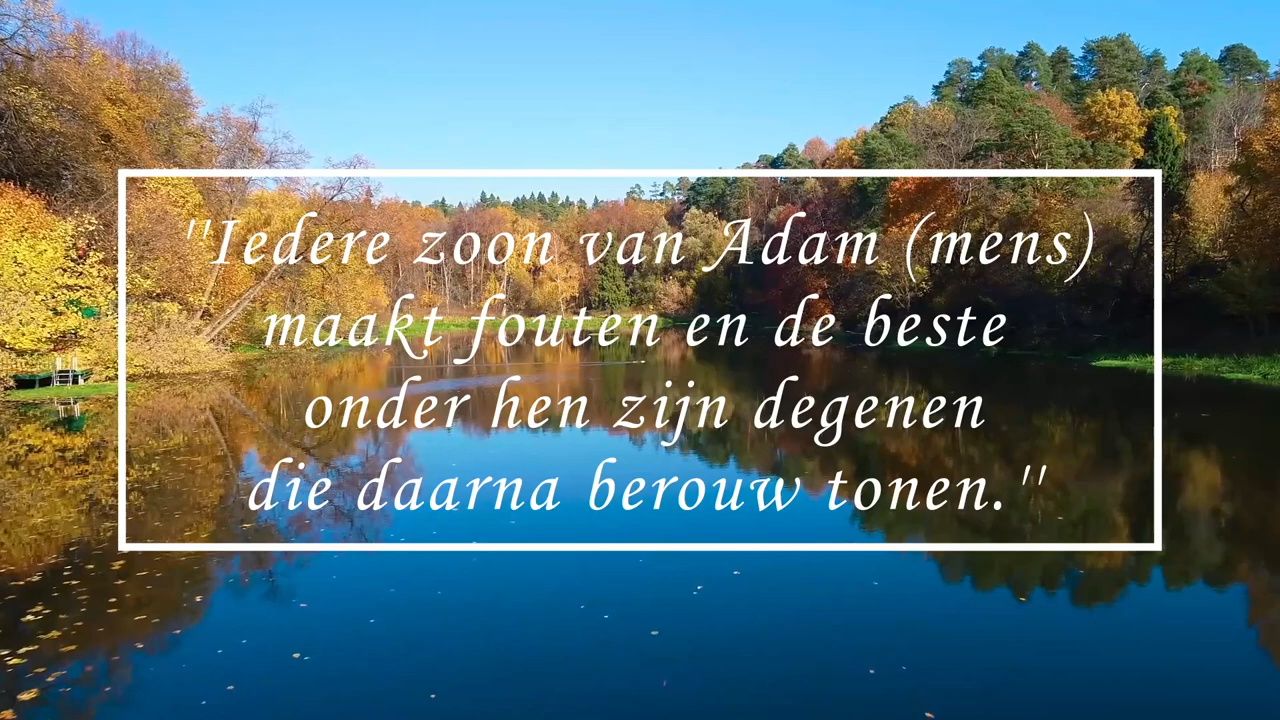 "Iedere zoon van Adam (mens)
maakt fouten en de beste
onder hen zijn degenen
die daarna berouw tonen."